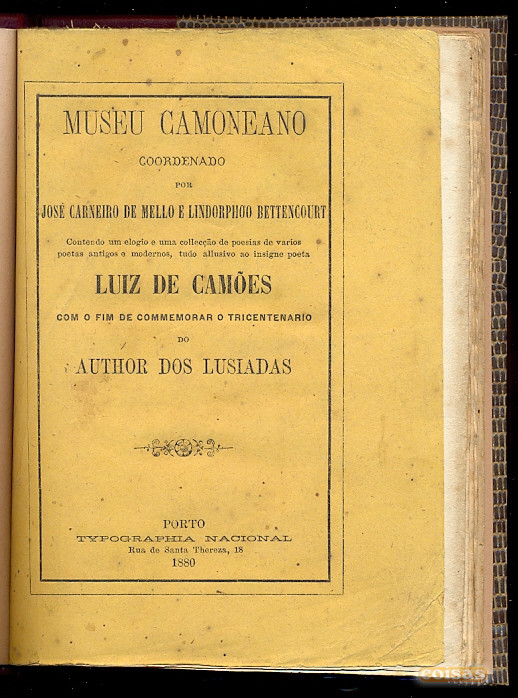 MUSEU CAMONEANO
COORDENADO
POR
JOSÉ CARNEIRO DE MELLO E LINDORPHO BETTENCOURT
Contendo um elogio e uma collecção de poesias de varios
poetas antigos e modernos, tudo allusivo ao insigne poeta
LUIZ DE CAMÕES
COM O FIM DE COMMEMORAR O TRICENTENARIO
DO
AUTHOR DOS LUSIADAS
PORTO
TYPOGRAPHIA NACIONAL
Rua de Santa Thereza, 18
1880
coisas